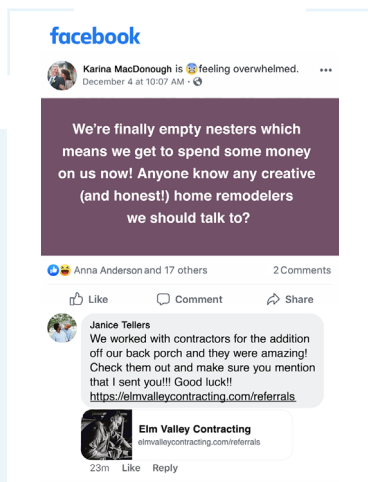 facebook
Karina MacDonough is feeling overwhelmed.
December 4 at 10:07 AM
We're finally empty nesters which
means we get to spend some money
on us now! Anyone know any creative
(and honest!) home remodelers
we should talk to?
Anna Anderson and 17 others 2 Comments
Like Comment Share
Janice Tellers
We worked with contractors for the addition
off our back porch and they were amazing!
Check them out and make sure you mention
that I sent you!!! Good luck!!
https://elmvalleycontracting.com/referrals
Elm Valley Contracting
elmvalleycontracting.com/referrals
23m Like Reply